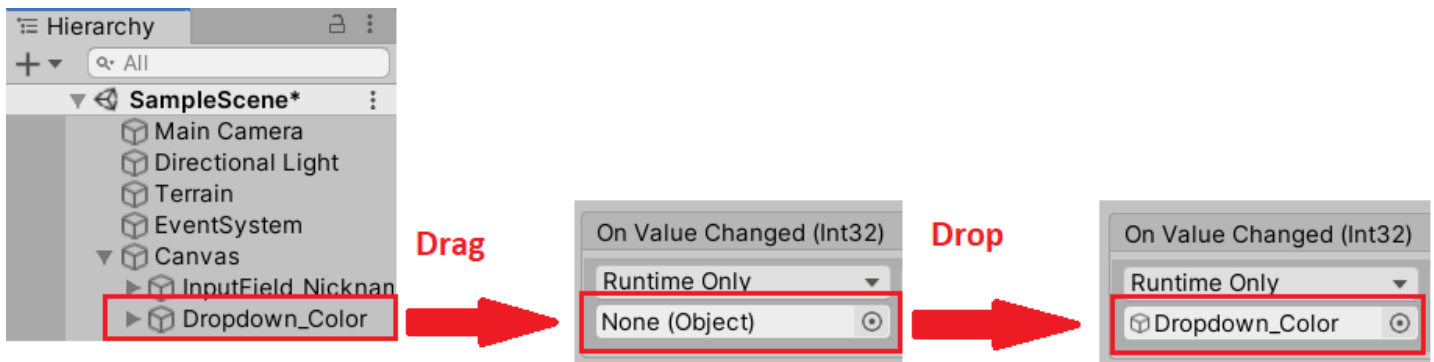 Hierarchy
All
SampleScene*
Main Camera
Directional Light
Terrain
EventSystem
Canvas
InputField_Nicknan
Dropdown_Color
Drag
On Value Changed (Int32)
Runtime Only
None (Object)
Drop
On Value Changed (Int32)
Runtime Only
Dropdown_Color